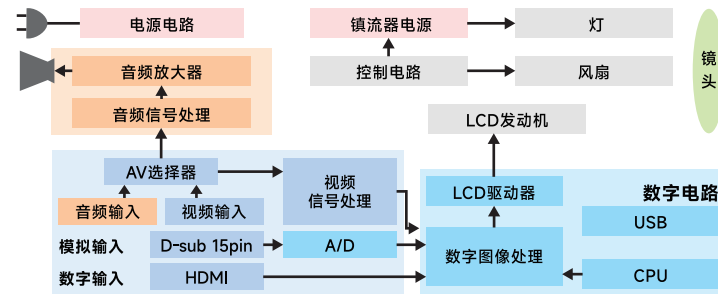 电源电路
镇流器电源
灯
镜
头
音频放大器
控制电路
风扇
音频信号处理
LCD发动机
AV选择器
视频
信号处理
LCD驱动器
数字电路
音频输入
视频输入
USB
模拟输入
D-sub 15pin
A/D
数字图像处理
数字输入
HDMI
CPU